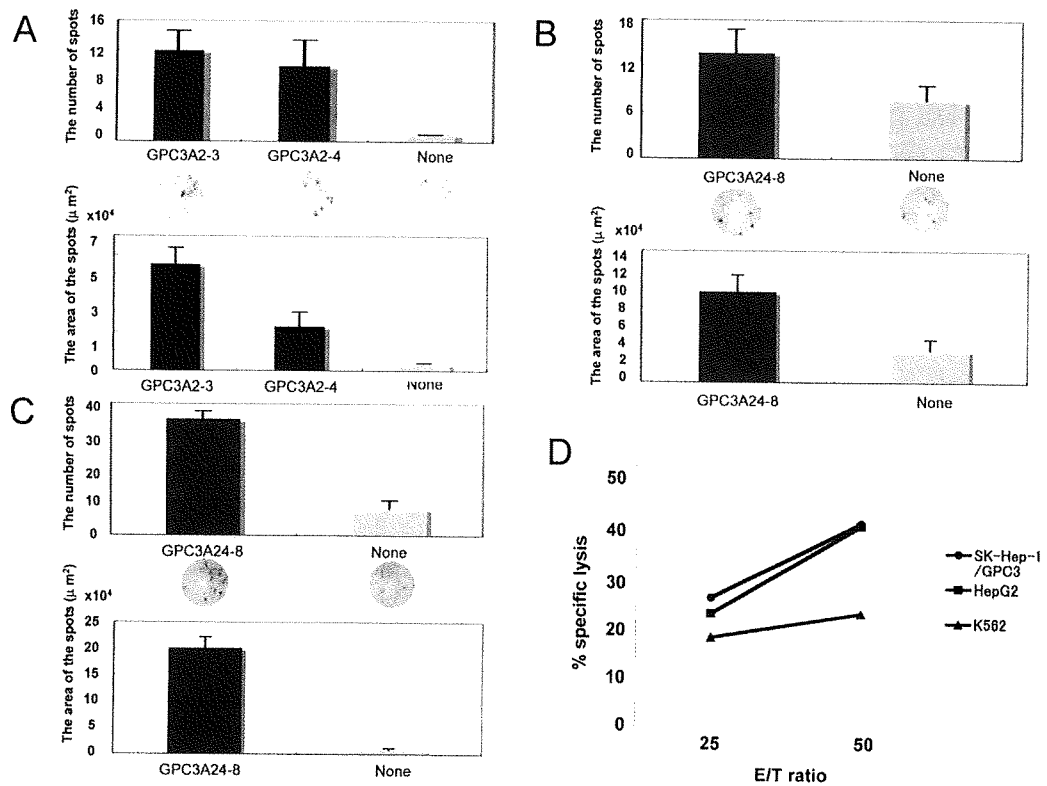 A
The number of spots
16
12
8
4
0
GPC3A2-3
GPC3A2-4
None
The area of the spots (μ m²)
x10⁴
7
5
3
1
0
GPC3A2-3
GPC3A2-4
None
B
The number of spots
18
12
6
0
GPC3A24-8
None
The area of the spots (μ m²)
x10⁴
14
12
10
8
6
4
2
0
GPC3A24-8
None
C
The number of spots
40
30
20
10
0
GPC3A24-8
None
The area of the spots (μ m²)
x10⁴
25
20
15
10
5
0
GPC3A24-8
None
D
% specific lysis
50
40
30
20
10
0
25
50
E/T ratio
SK-Hep-1
/GPC3
HepG2
K562